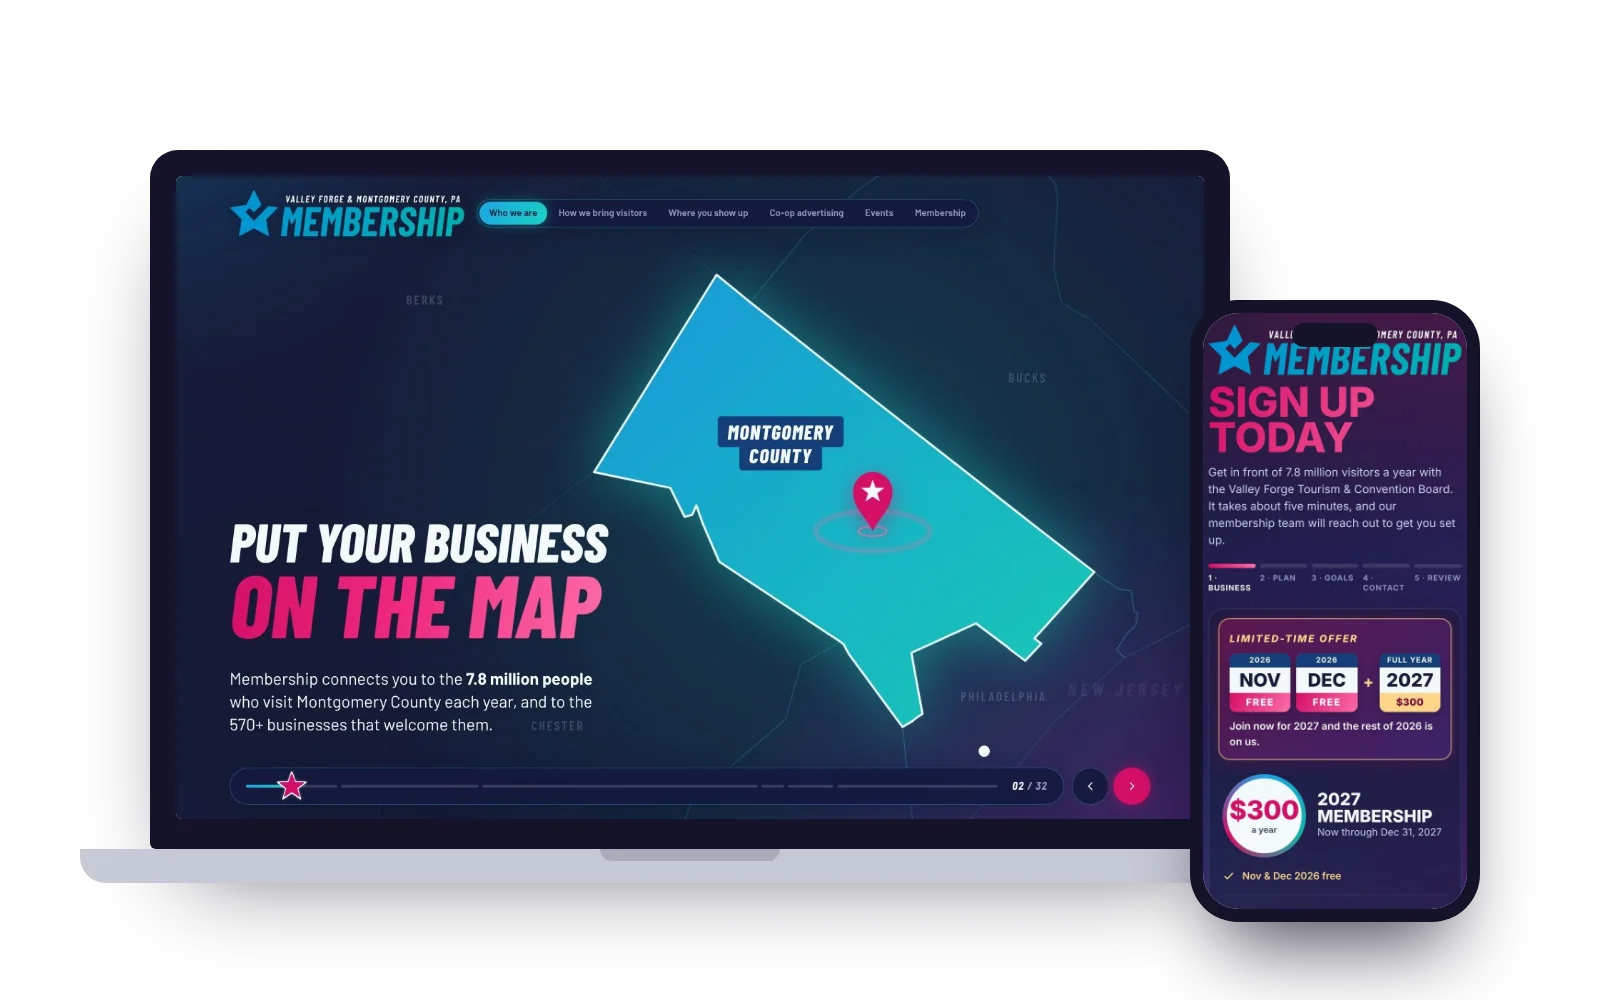 VALLEY FORGE & MONTGOMERY COUNTY, PA
MEMBERSHIP
Who we are
How we bring visitors
Where you show up
Co-op advertising
Events
Membership
BERKS
BUCKS
MONTGOMERY
COUNTY
PUT YOUR BUSINESS
ON THE MAP
Membership connects you to the 7.8 million people
who visit Montgomery County each year, and to the
570+ businesses that welcome them.
CHESTER
PHILADELPHIA
NEW JERSEY
02 / 32
COUNTY, PA
MEMBERSHIP
SIGN UP
TODAY
Get in front of 7.8 million visitors a year with
the Valley Forge Tourism & Convention Board.
It takes about five minutes, and our
membership team will reach out to get you set
up.
1 ·
BUSINESS
2 · PLAN
3 · GOALS
4 ·
CONTACT
5 · REVIEW
LIMITED-TIME OFFER
2026
NOV
FREE
2026
DEC
FREE
+
FULL YEAR
2027
$300
Join now for 2027 and the rest of 2026 is
on us.
$300
a year
2027
MEMBERSHIP
Now through Dec 31, 2027
Nov & Dec 2026 free